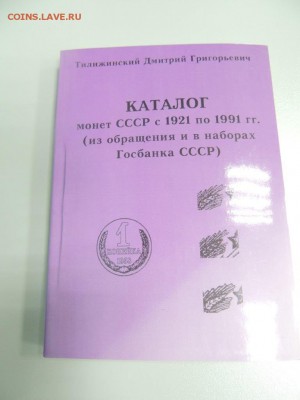 COINS.LAVE.RU
Тилижинский Дмитрий Григорьевич
КАТАЛОГ
монет СССР с 1921 по 1991 гг.
(из обращения и в наборах
Госбанка СССР)
1
КОПЕЙКА